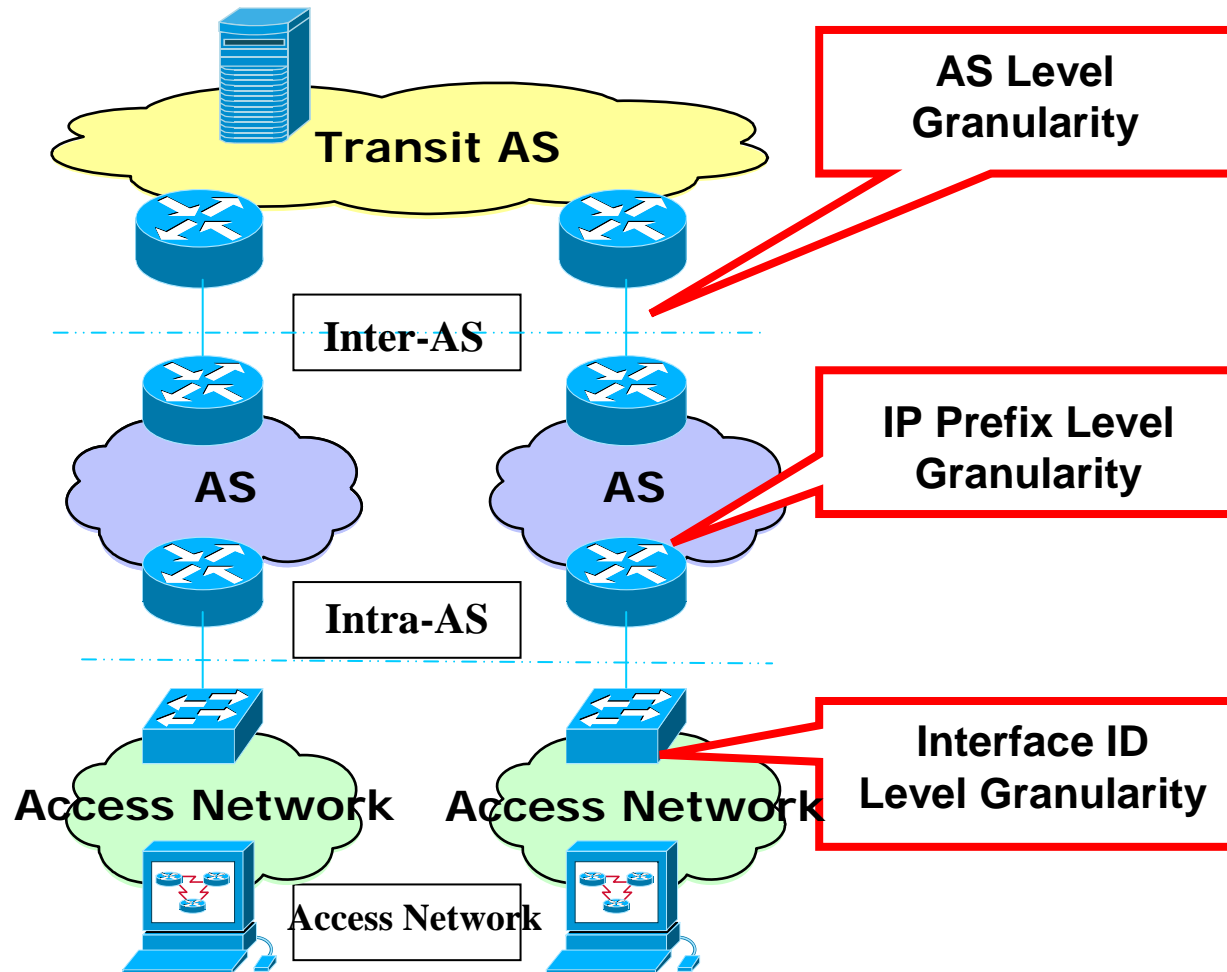 AS Level
Granularity
Transit AS
Inter-AS
IP Prefix Level
Granularity
AS
AS
Intra-AS
Interface ID
Level Granularity
Access Network
Access Network
Access Network